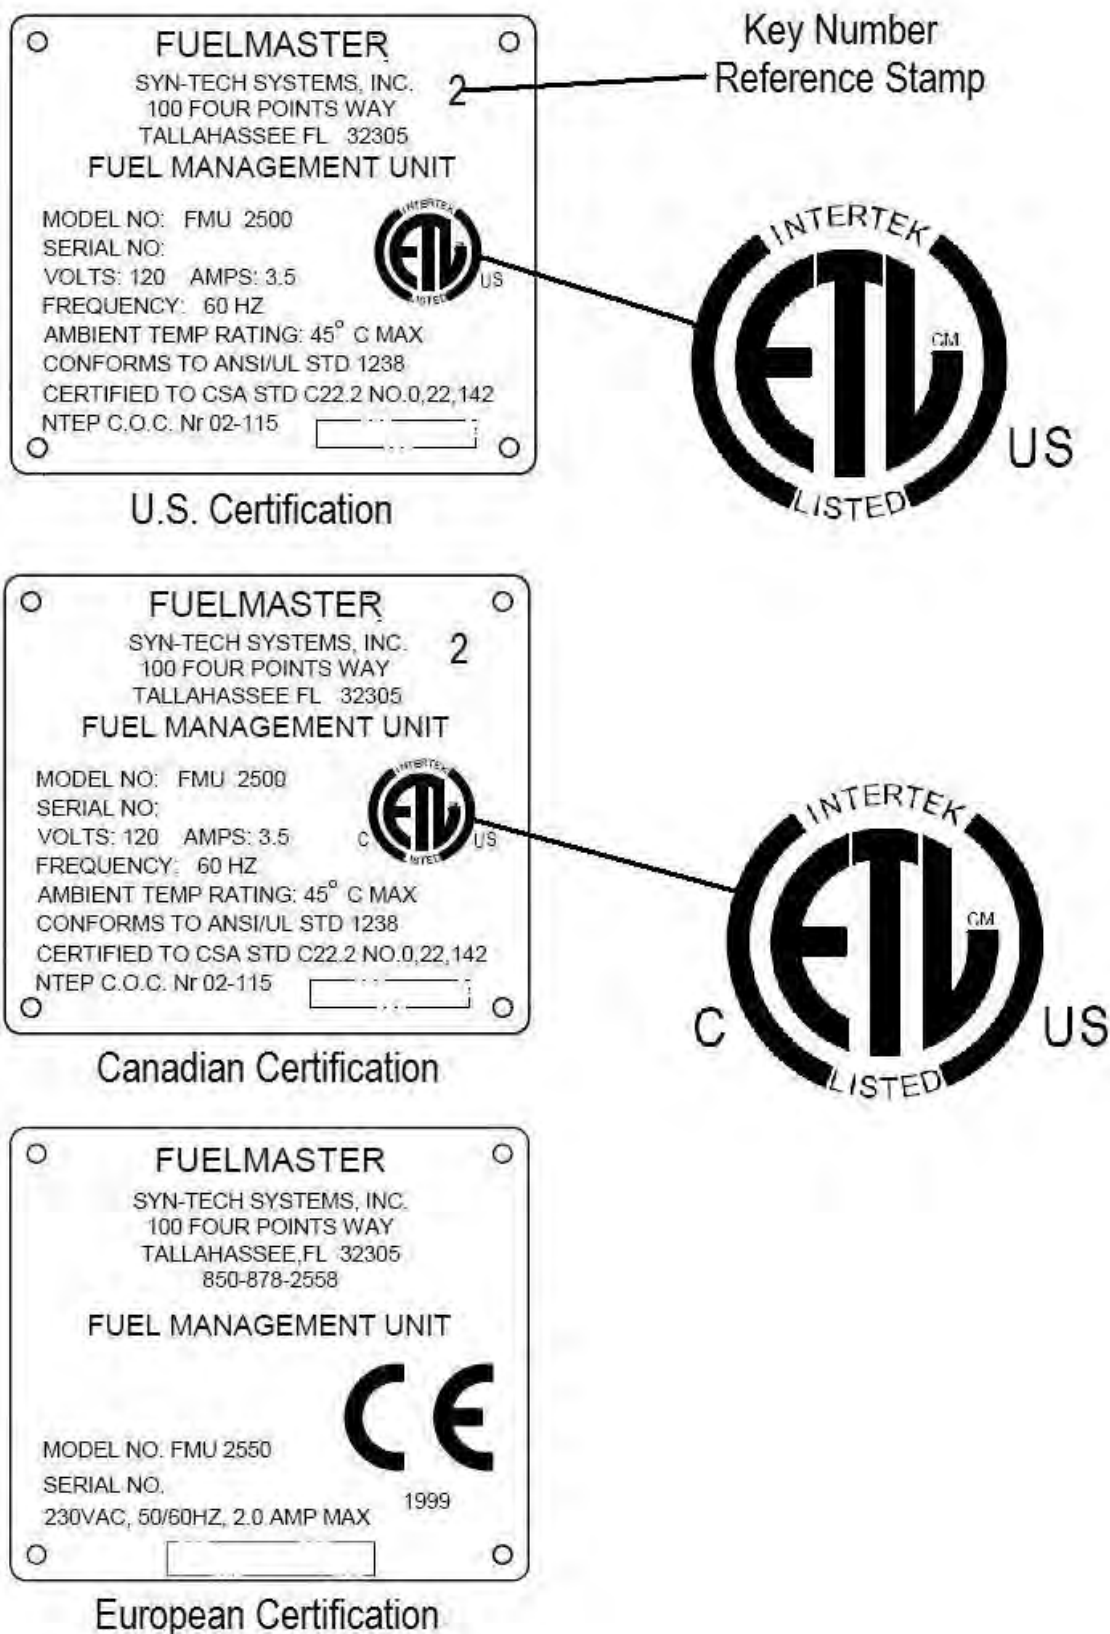 FUELMASTER
SYN-TECH SYSTEMS, INC.
100 FOUR POINTS WAY
TALLAHASSEE FL 32305
2
FUEL MANAGEMENT UNIT
MODEL NO: FMU 2500
SERIAL NO:
VOLTS: 120 AMPS: 3.5
FREQUENCY: 60 HZ
AMBIENT TEMP RATING: 45° C MAX
CONFORMS TO ANSI/UL STD 1238
CERTIFIED TO CSA STD C22.2 NO.0,22,142
NTEP C.O.C. Nr 02-115
INTERTEK
ETL
LISTED
US
U.S. Certification
Key Number
Reference Stamp
INTERTEK
ETL
CM
LISTED
US
FUELMASTER
SYN-TECH SYSTEMS, INC.
100 FOUR POINTS WAY
TALLAHASSEE FL 32305
2
FUEL MANAGEMENT UNIT
MODEL NO: FMU 2500
SERIAL NO:
VOLTS: 120 AMPS: 3.5
FREQUENCY: 60 HZ
AMBIENT TEMP RATING: 45° C MAX
CONFORMS TO ANSI/UL STD 1238
CERTIFIED TO CSA STD C22.2 NO.0,22,142
NTEP C.O.C. Nr 02-115
INTERTEK
C ETL US
LISTED
Canadian Certification
INTERTEK
ETL
CM
LISTED
C US
FUELMASTER
SYN-TECH SYSTEMS, INC.
100 FOUR POINTS WAY
TALLAHASSEE,FL 32305
850-878-2558
FUEL MANAGEMENT UNIT
CE
MODEL NO. FMU 2550
SERIAL NO.
1999
230VAC, 50/60HZ, 2.0 AMP MAX
European Certification